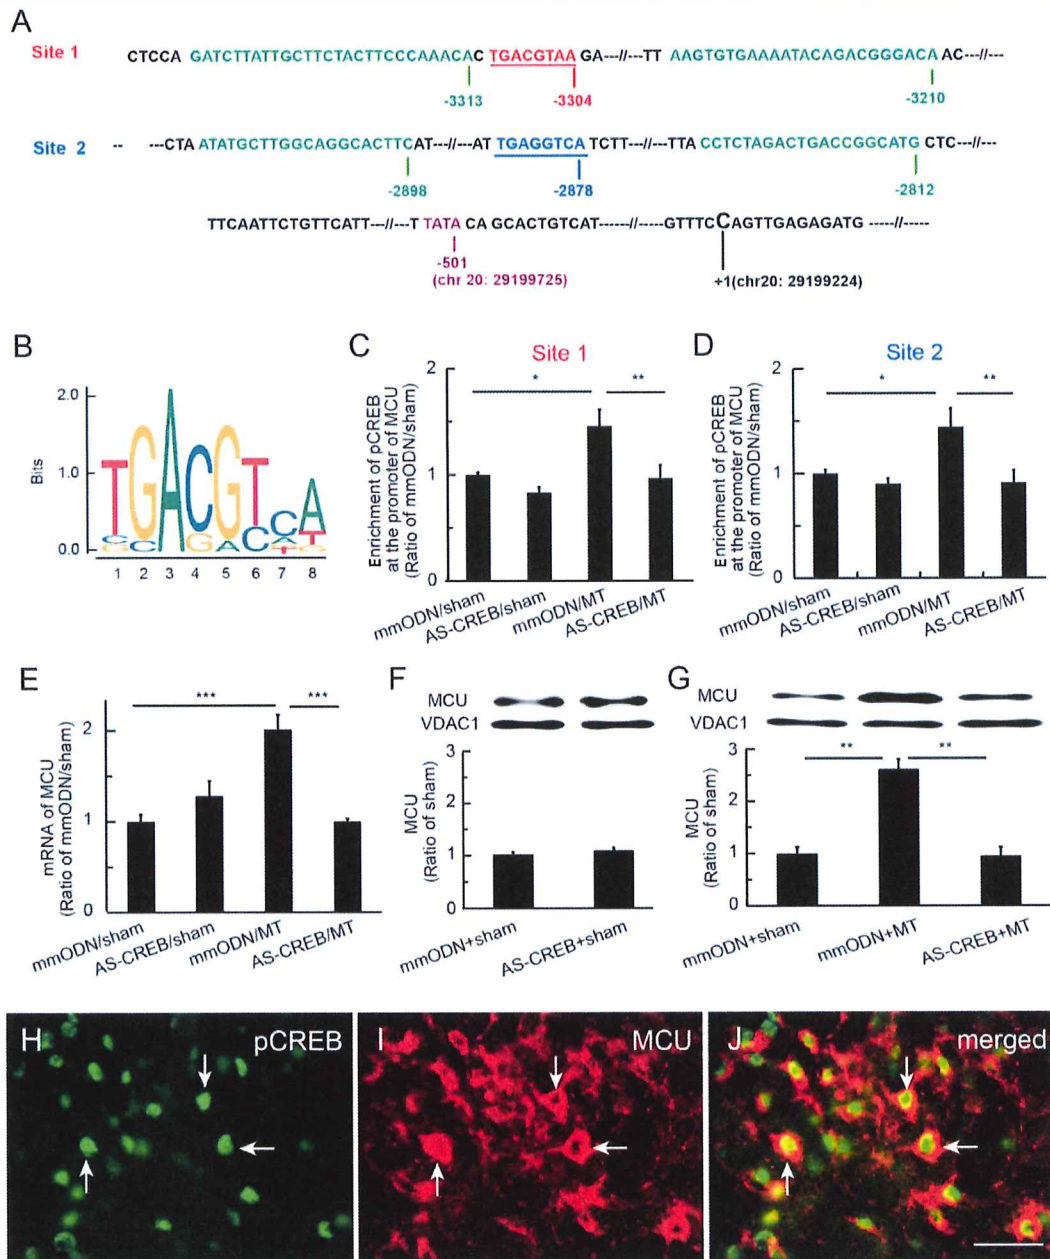 A
Site 1 CTCCA GATCTTATTGCTTCTACTTCCCAAACAC TGACGTAA GA---//---TT AAGTGTGAAAATACAGACGGGACA AC---//---
-3313 -3304 -3210
Site 2 -- ---CTA ATATGCTTGGCAGGCACTTCAT---//---AT TGAGGTCA TCTT---//---TTA CCTCTAGACTGACCGGCATG CTC---//---
-2898 -2878 -2812
TTCAATTCTGTTCATT---//---T TATA CA GCACTGTCAT------//-----GTTTCCAGTTGAGAGATG -----//-----
-501
(chr 20: 29199725) +1(chr20: 29199224)
B
Bits
2.0
1.0
0.0
1 2 3 4 5 6 7 8
C
Site 1
Enrichment of pCREB
at the promoter of MCU
(Ratio of mmODN/sham)
2
1
0
* **
mmODN/sham
AS-CREB/sham
mmODN/MT
AS-CREB/MT
D
Site 2
Enrichment of pCREB
at the promoter of MCU
(Ratio of mmODN/sham)
2
1
0
* **
mmODN/sham
AS-CREB/sham
mmODN/MT
AS-CREB/MT
E
mRNA of MCU
(Ratio of mmODN/sham)
2
1
0
*** ***
mmODN/sham
AS-CREB/sham
mmODN/MT
AS-CREB/MT
F
MCU
VDAC1
MCU
(Ratio of sham)
3
2
1
0
mmODN+sham
AS-CREB+sham
G
MCU
VDAC1
MCU
(Ratio of sham)
3
2
1
0
** **
mmODN+sham
mmODN+MT
AS-CREB+MT
H pCREB
I MCU
J merged